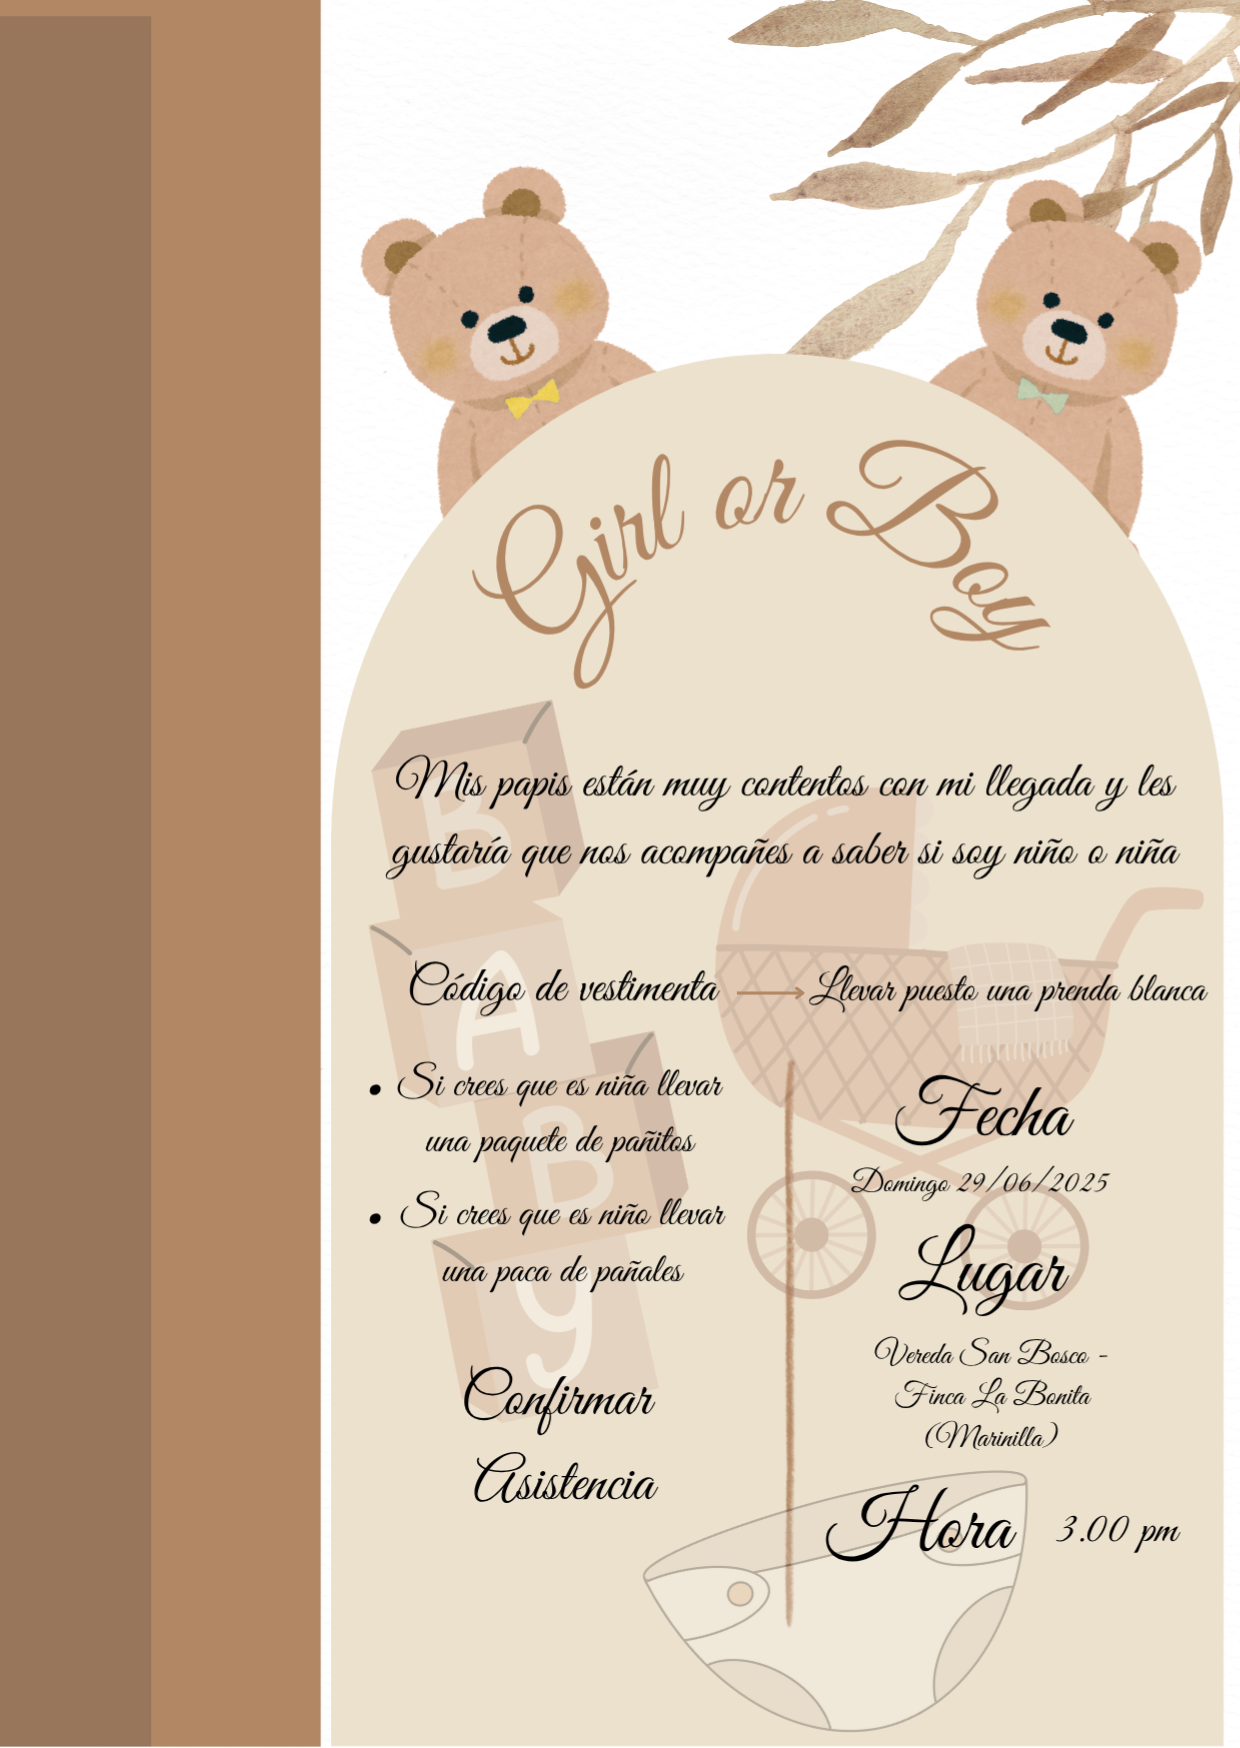 Girl or Boy
Mis papis están muy contentos con mi llegada y les
gustaría que nos acompañes a saber si soy niño o niña
Código de vestimenta → Llevar puesto una prenda blanca
• Si crees que es niña llevar
una paquete de pañitos
• Si crees que es niño llevar
una paca de pañales
Confirmar
Asistencia
Fecha
Domingo 29/06/2025
Lugar
Vereda San Bosco -
Finca La Bonita
(Marinilla)
Hora 3.00 pm
B
A
B
y